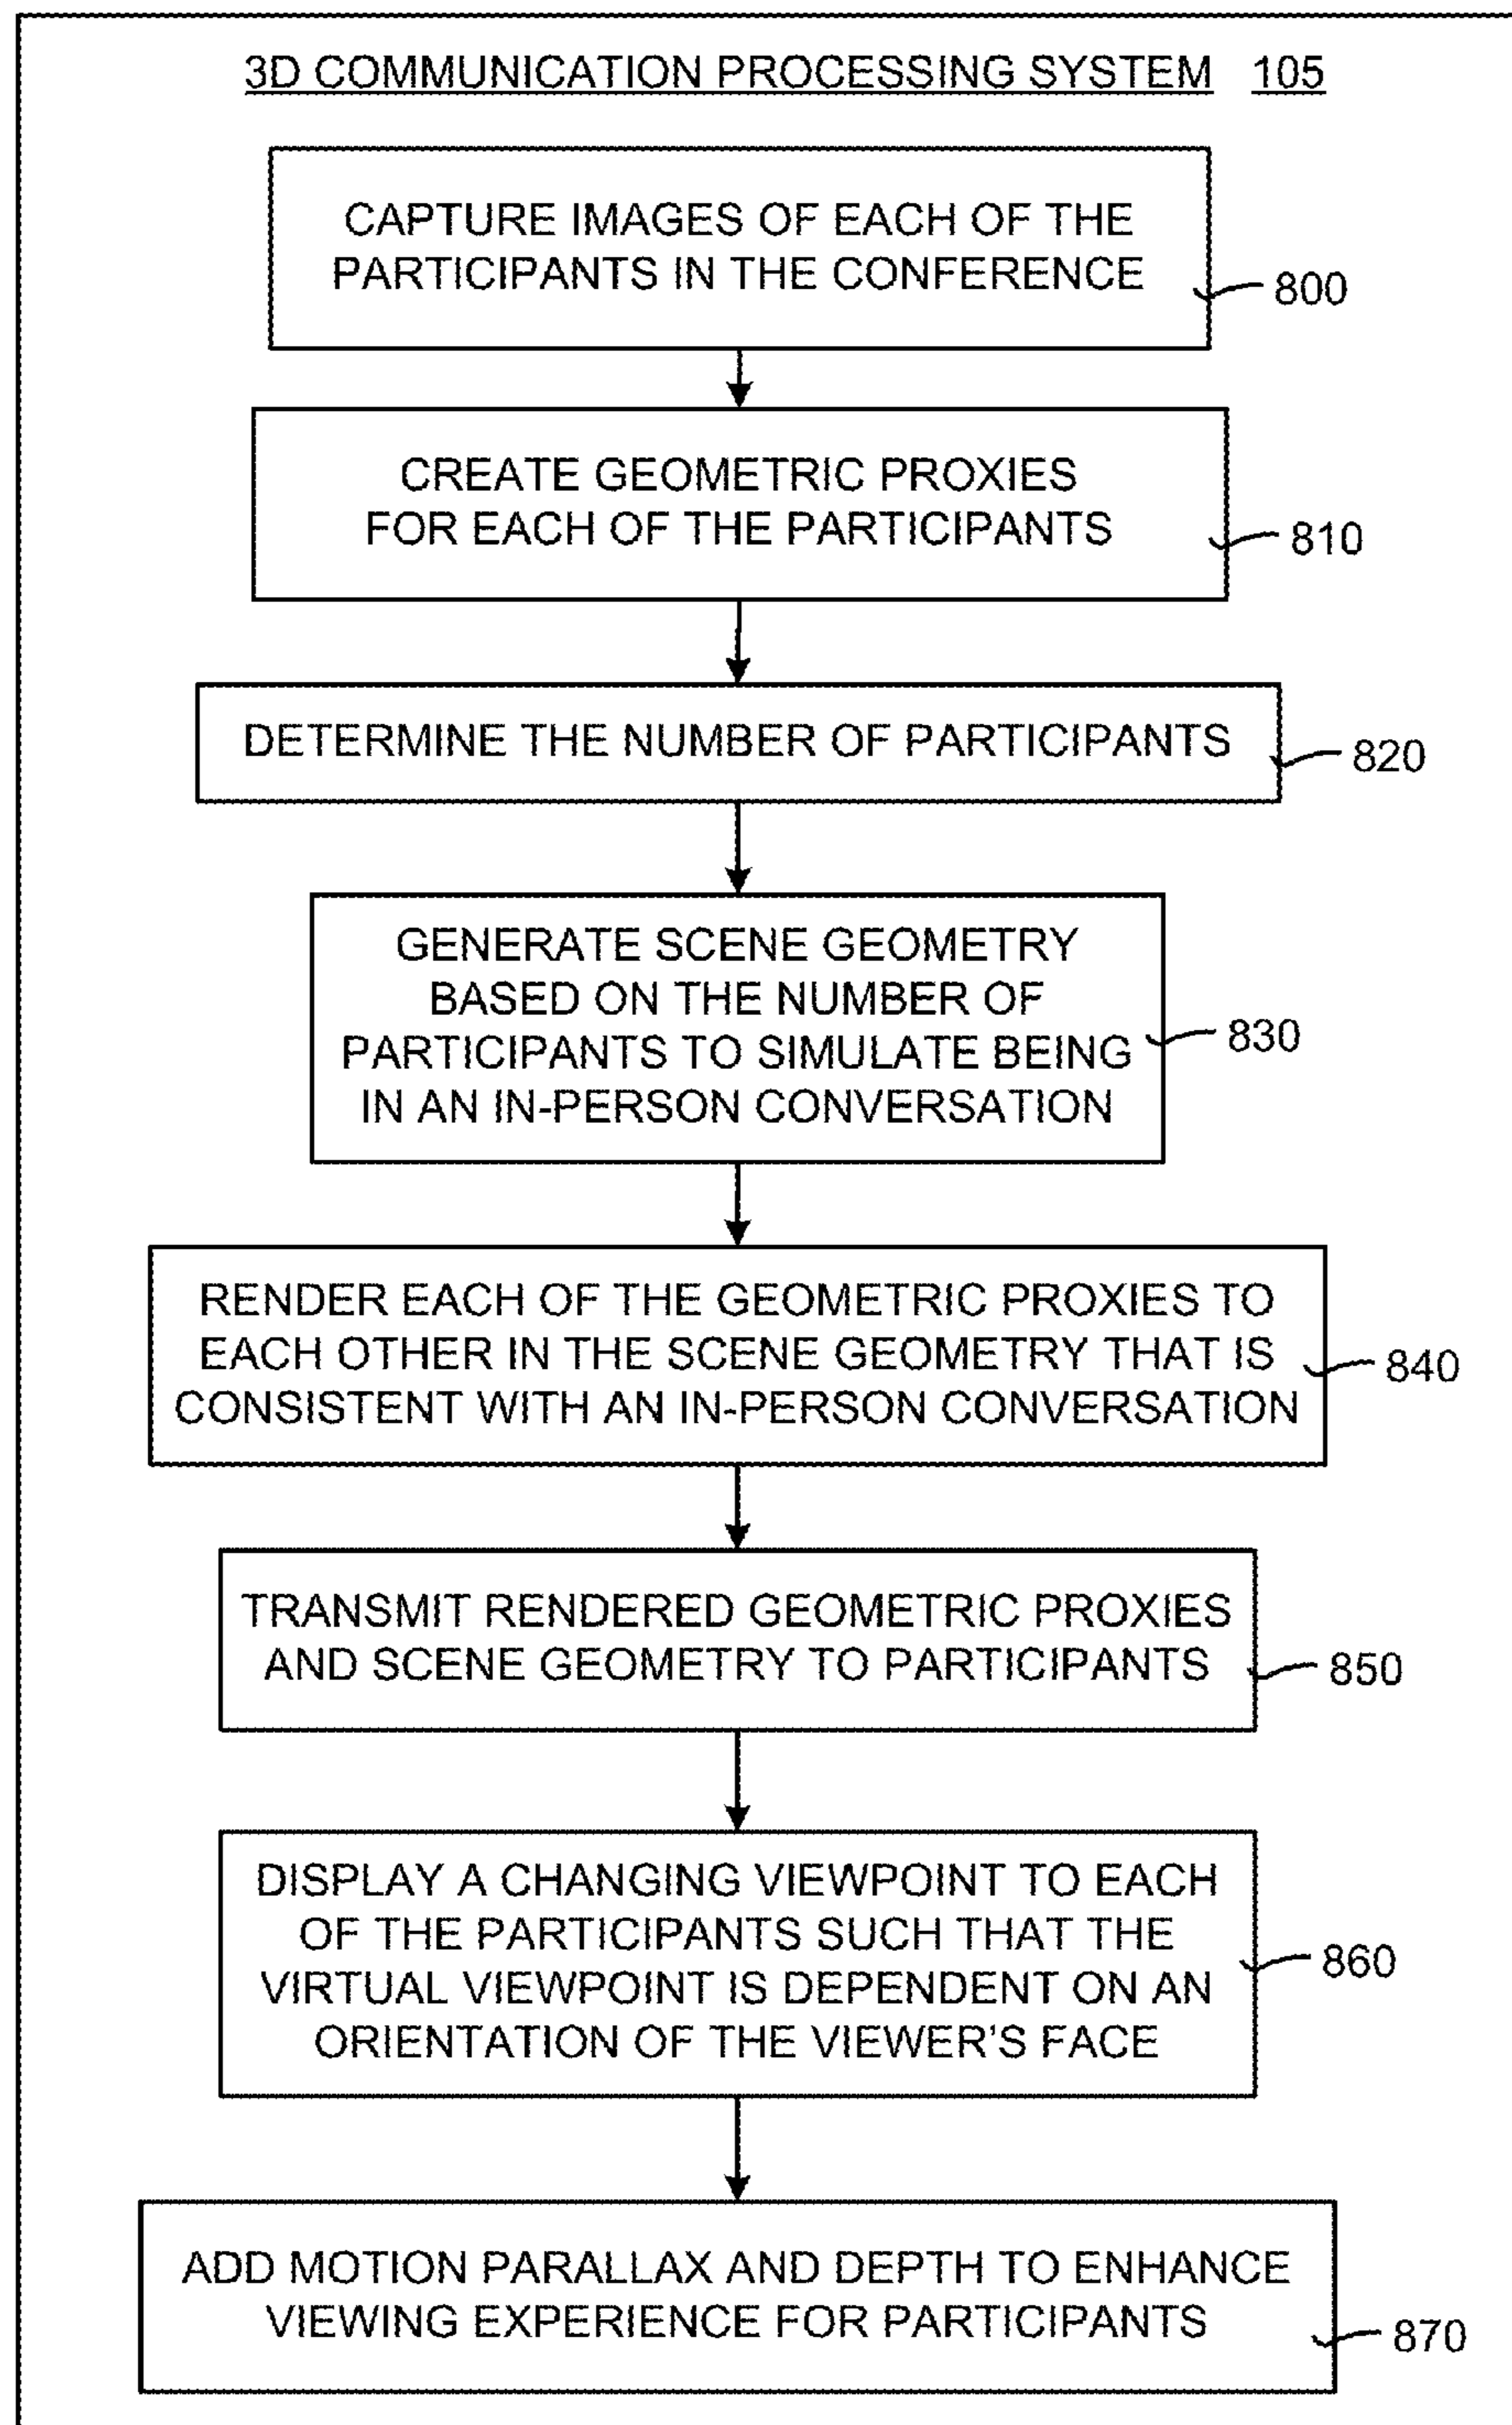 3D COMMUNICATION PROCESSING SYSTEM 105
CAPTURE IMAGES OF EACH OF THE
PARTICIPANTS IN THE CONFERENCE
800
CREATE GEOMETRIC PROXIES
FOR EACH OF THE PARTICIPANTS
810
DETERMINE THE NUMBER OF PARTICIPANTS
820
GENERATE SCENE GEOMETRY
BASED ON THE NUMBER OF
PARTICIPANTS TO SIMULATE BEING
IN AN IN-PERSON CONVERSATION
830
RENDER EACH OF THE GEOMETRIC PROXIES TO
EACH OTHER IN THE SCENE GEOMETRY THAT IS
CONSISTENT WITH AN IN-PERSON CONVERSATION
840
TRANSMIT RENDERED GEOMETRIC PROXIES
AND SCENE GEOMETRY TO PARTICIPANTS
850
DISPLAY A CHANGING VIEWPOINT TO EACH
OF THE PARTICIPANTS SUCH THAT THE
VIRTUAL VIEWPOINT IS DEPENDENT ON AN
ORIENTATION OF THE VIEWER'S FACE
860
ADD MOTION PARALLAX AND DEPTH TO ENHANCE
VIEWING EXPERIENCE FOR PARTICIPANTS
870